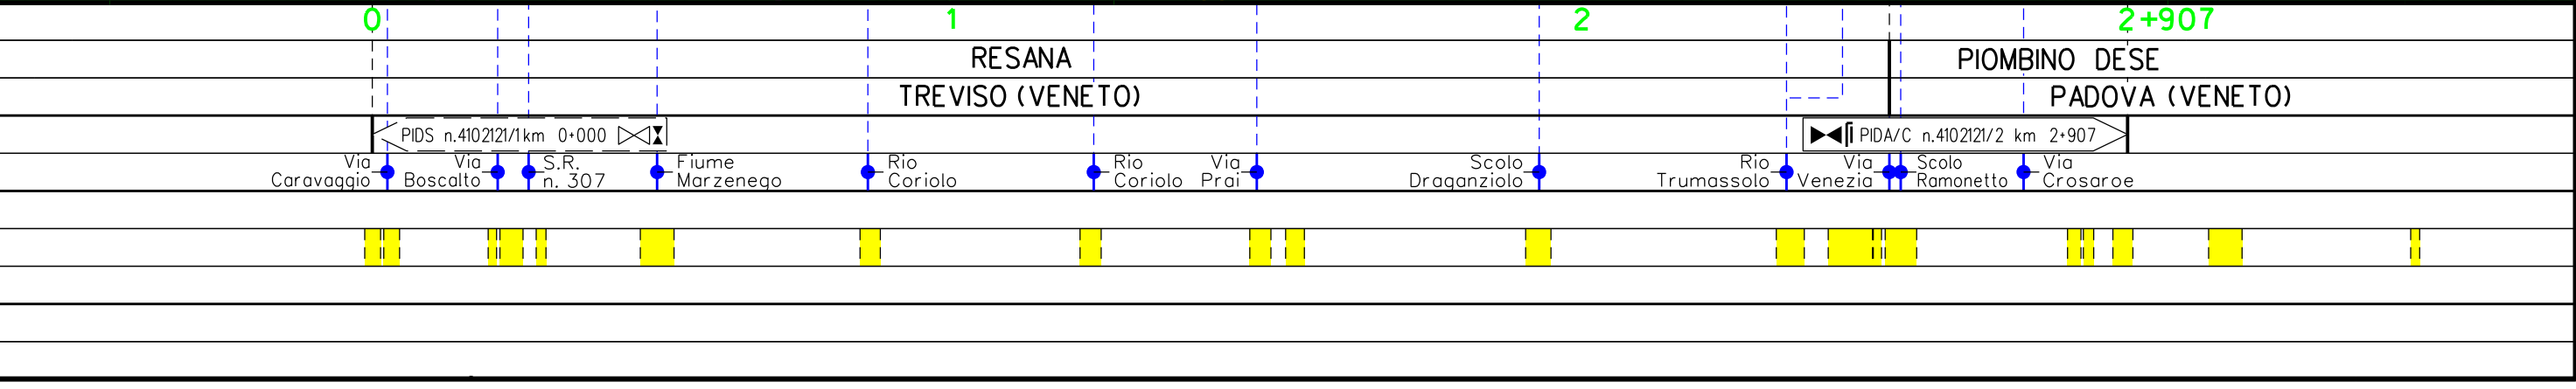 0 1 2 2+907
RESANA PIOMBINO DESE
TREVISO (VENETO) PADOVA (VENETO)
PIDS n.4102121/1 km 0+000 PIDA/C n.4102121/2 km 2+907
Via Caravaggio
Via Boscalto
S.R. n. 307
Fiume Marzenego
Rio Coriolo
Rio Coriolo
Via Prai
Scolo Draganziolo
Rio Trumassolo
Via Venezia
Scolo Ramonetto
Via Crosaroe